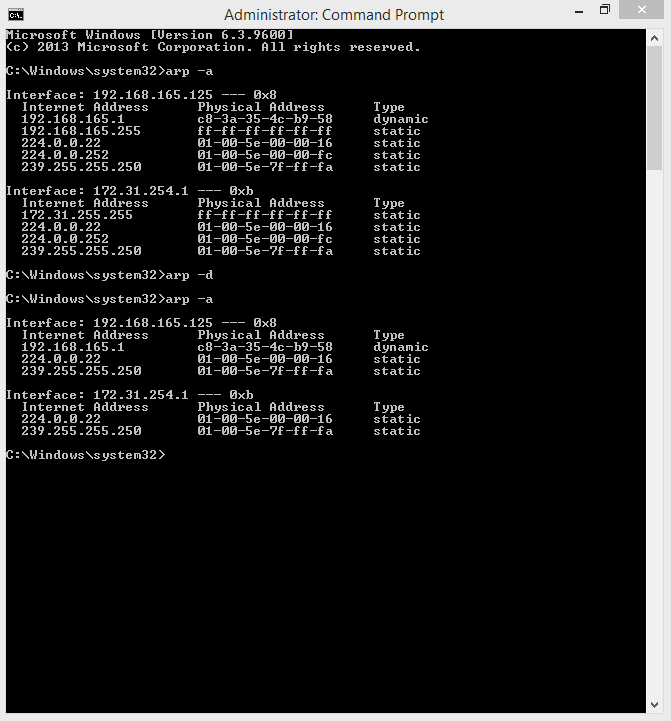 Administrator: Command Prompt
Microsoft Windows [Version 6.3.9600]
(c) 2013 Microsoft Corporation. All rights reserved.
C:\Windows\system32>arp -a
Interface: 192.168.165.125 --- 0x8
Internet Address Physical Address Type
192.168.165.1 c8-3a-35-4c-b9-58 dynamic
192.168.165.255 ff-ff-ff-ff-ff-ff static
224.0.0.22 01-00-5e-00-00-16 static
224.0.0.252 01-00-5e-00-00-fc static
239.255.255.250 01-00-5e-7f-ff-fa static
Interface: 172.31.254.1 --- 0xb
Internet Address Physical Address Type
172.31.255.255 ff-ff-ff-ff-ff-ff static
224.0.0.22 01-00-5e-00-00-16 static
224.0.0.252 01-00-5e-00-00-fc static
239.255.255.250 01-00-5e-7f-ff-fa static
C:\Windows\system32>arp -d
C:\Windows\system32>arp -a
Interface: 192.168.165.125 --- 0x8
Internet Address Physical Address Type
192.168.165.1 c8-3a-35-4c-b9-58 dynamic
224.0.0.22 01-00-5e-00-00-16 static
239.255.255.250 01-00-5e-7f-ff-fa static
Interface: 172.31.254.1 --- 0xb
Internet Address Physical Address Type
224.0.0.22 01-00-5e-00-00-16 static
239.255.255.250 01-00-5e-7f-ff-fa static
C:\Windows\system32>